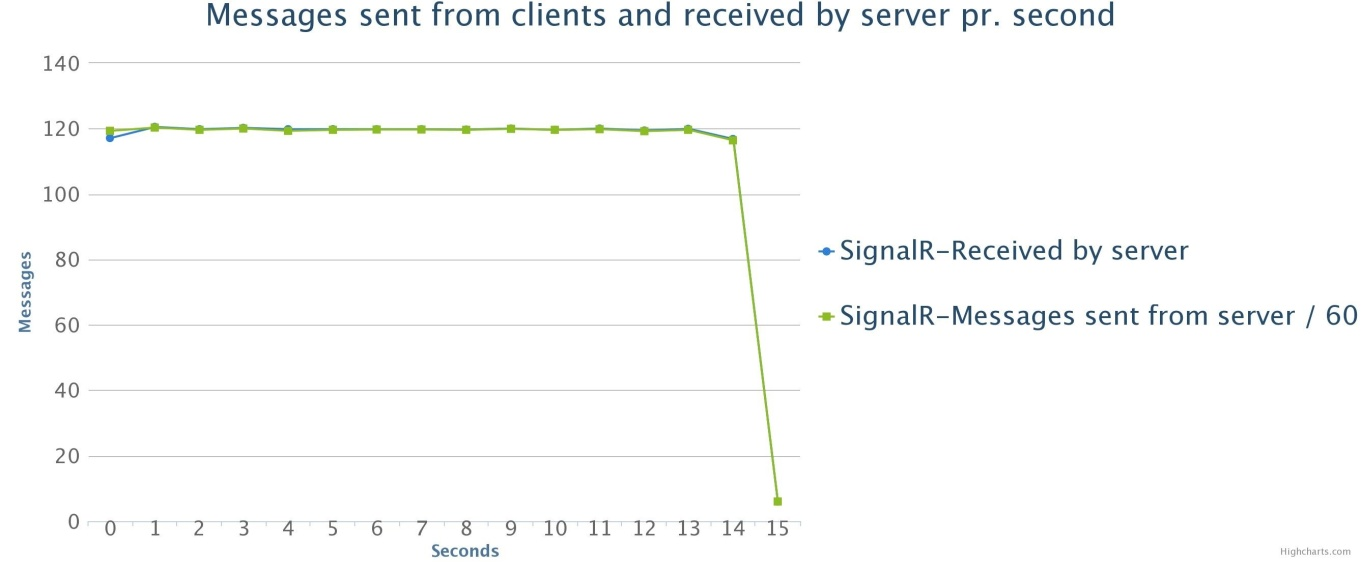 Messages sent from clients and received by server pr. second
140
120
100
80
60
40
20
0
Messages
0 1 2 3 4 5 6 7 8 9 10 11 12 13 14 15
Seconds
SignalR-Received by server
SignalR-Messages sent from server / 60
Highcharts.com